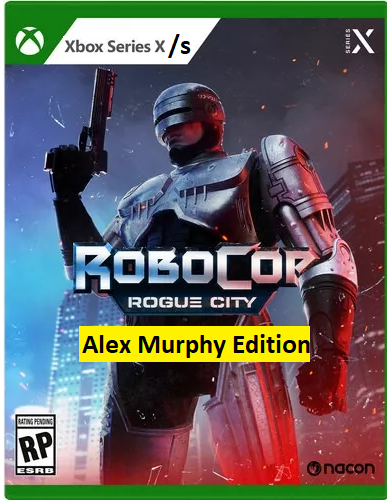 Xbox Series X /s
SERIES X
ROBOCOP
ROGUE CITY
Alex Murphy Edition
RATING PENDING
RP
ESRB
nacon